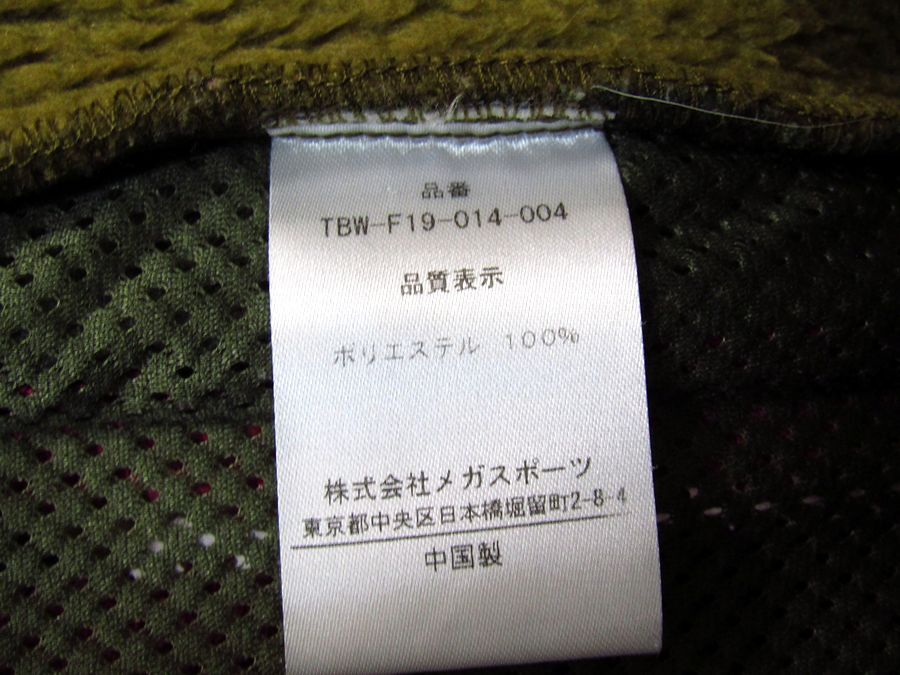 品番
TBW-F19-014-004
品質表示
ポリエステル 100%
株式会社メガスポーツ
東京都中央区日本橋堀留町2-8-4
中国製